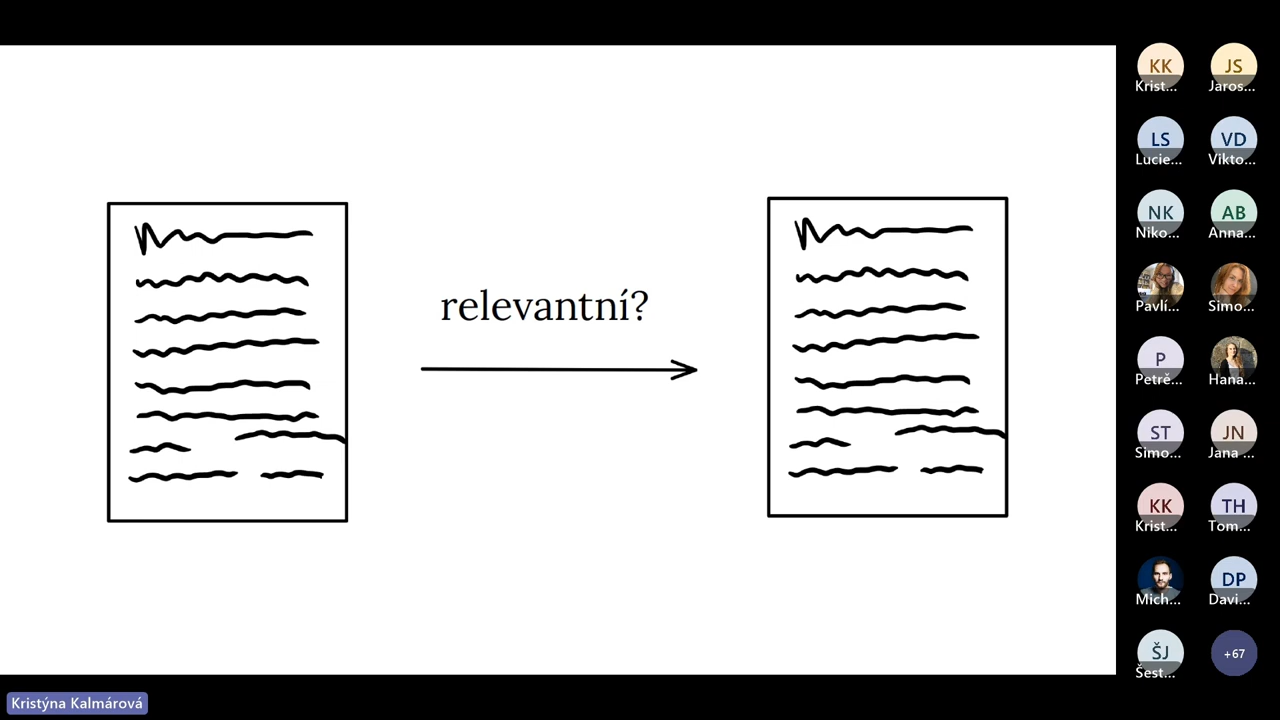 relevantní?
KK
Krist...
JS
Jaros...
LS
Lucie...
VD
Vikto...
NK
Niko...
AB
Anna...
Pavlí...
Simo...
P
Petrě...
Hana...
ST
Simo...
JN
Jana ...
KK
Krist...
TH
Tom...
Mich...
DP
Davi...
ŠJ
Šest...
+67
Kristýna Kalmárová